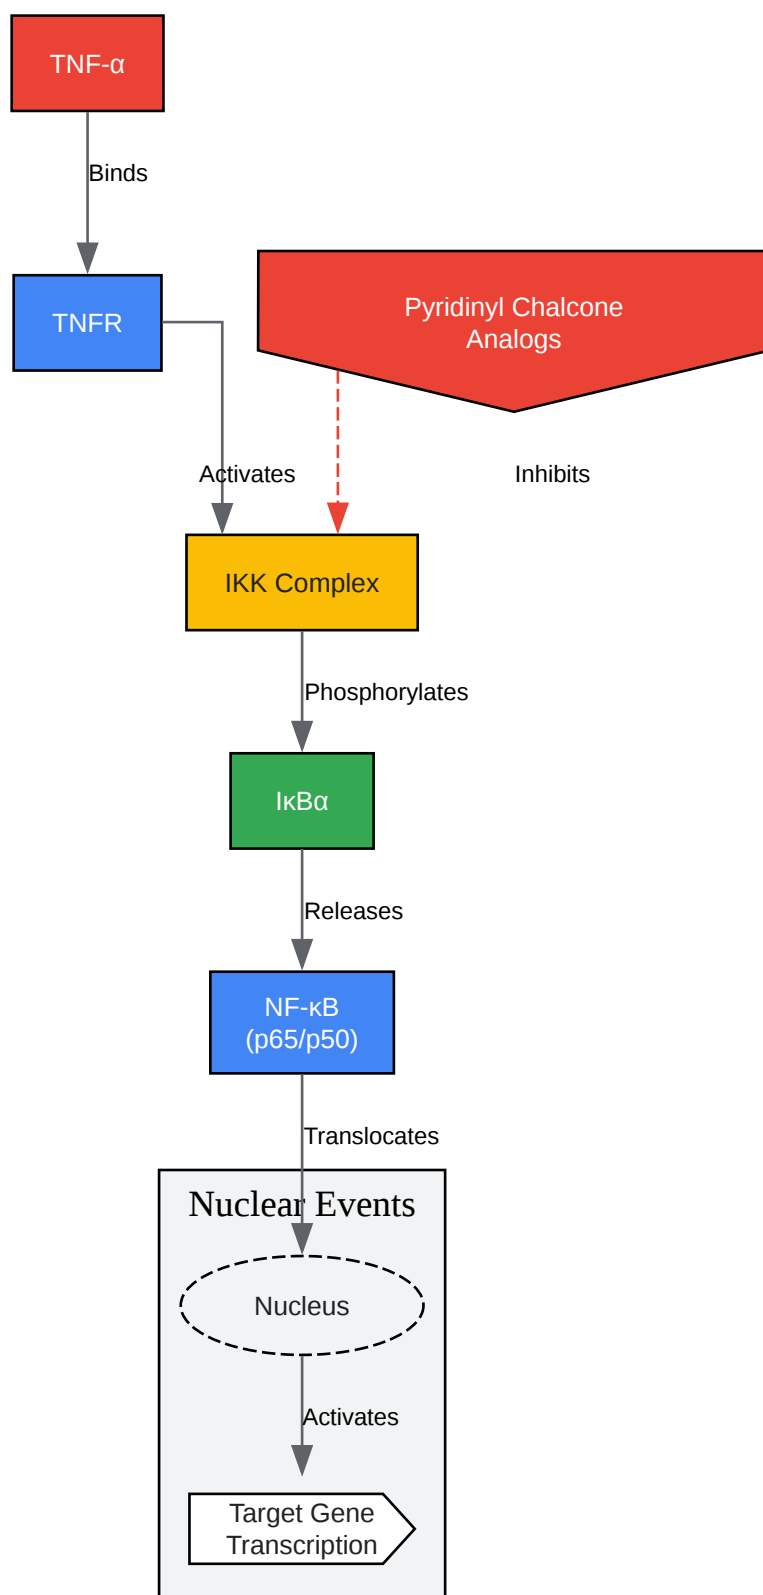 TNF-α
Binds
TNFR
Pyridinyl Chalcone
Analogs
Activates
Inhibits
IKK Complex
Phosphorylates
IκBα
Releases
NF-κB
(p65/p50)
Translocates
Nuclear Events
Nucleus
Activates
Target Gene
Transcription